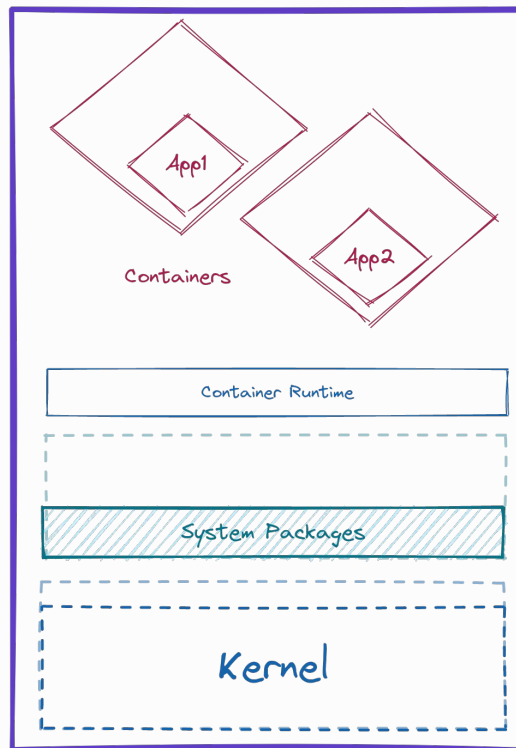 App1
App2
Containers
Container Runtime
System Packages
Kernel